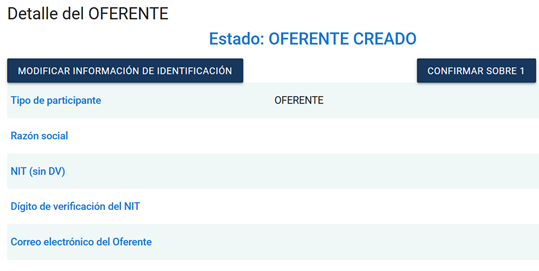 Detalle del OFERENTE
Estado: OFERENTE CREADO
MODIFICAR INFORMACIÓN DE IDENTIFICACIÓN
CONFIRMAR SOBRE 1
Tipo de participante OFERENTE
Razón social
NIT (sin DV)
Dígito de verificación del NIT
Correo electrónico del Oferente